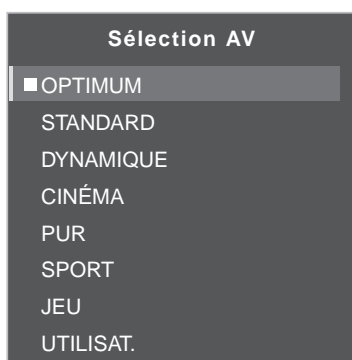 Sélection AV
OPTIMUM
STANDARD
DYNAMIQUE
CINÉMA
PUR
SPORT
JEU
UTILISAT.